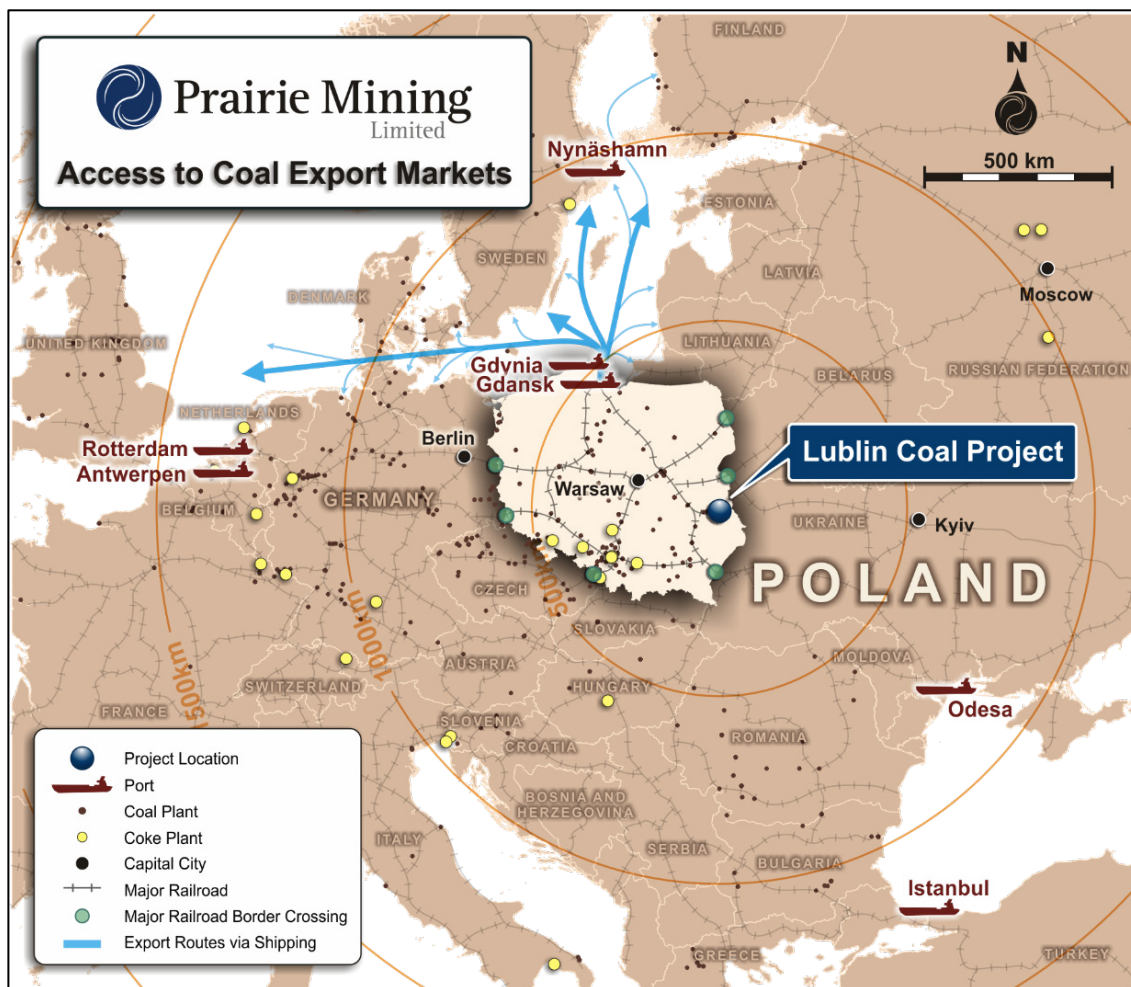 Prairie Mining
Limited
Access to Coal Export Markets
N
500 km
FINLAND
Nynäshamn
ESTONIA
SWEDEN
LATVIA
Moscow
DENMARK
UNITED KINGDOM
LITHUANIA
Gdynia
Gdansk
BELARUS
RUSSIAN FEDERATION
NETHERLANDS
Rotterdam
Antwerpen
Berlin
Lublin Coal Project
Warsaw
GERMANY
BELGIUM
UKRAINE
Kyiv
POLAND
500km
1000km
1500km
CZECH
SLOVAKIA
AUSTRIA
MOLDOVA
SWITZERLAND
HUNGARY
FRANCE
SLOVENIA
Odesa
CROATIA
ROMANIA
BOSNIA AND
HERZEGOVINA
ITALY
SERBIA
BULGARIA
Istanbul
GREECE
TURKEY
Project Location
Port
Coal Plant
Coke Plant
Capital City
Major Railroad
Major Railroad Border Crossing
Export Routes via Shipping